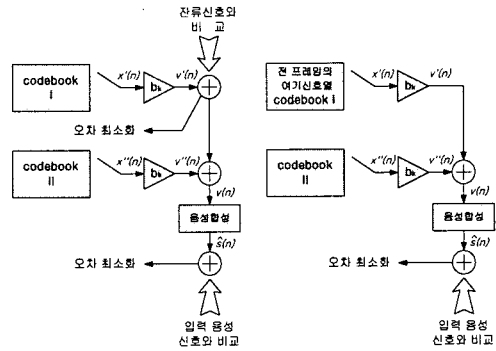 잔류신호와
비 교
codebook
I
x'(n)
bₖ
v'(n)
오차 최소화
codebook
II
x''(n)
bₖ
v''(n)
v(n)
음성합성
ŝ(n)
오차 최소화
입력 음성
신호와 비교
전 프레임의
여기신호열
codebook I
x'(n)
bₖ
v'(n)
codebook
II
x''(n)
bₖ
v''(n)
v(n)
음성합성
ŝ(n)
오차 최소화
입력 음성
신호와 비교